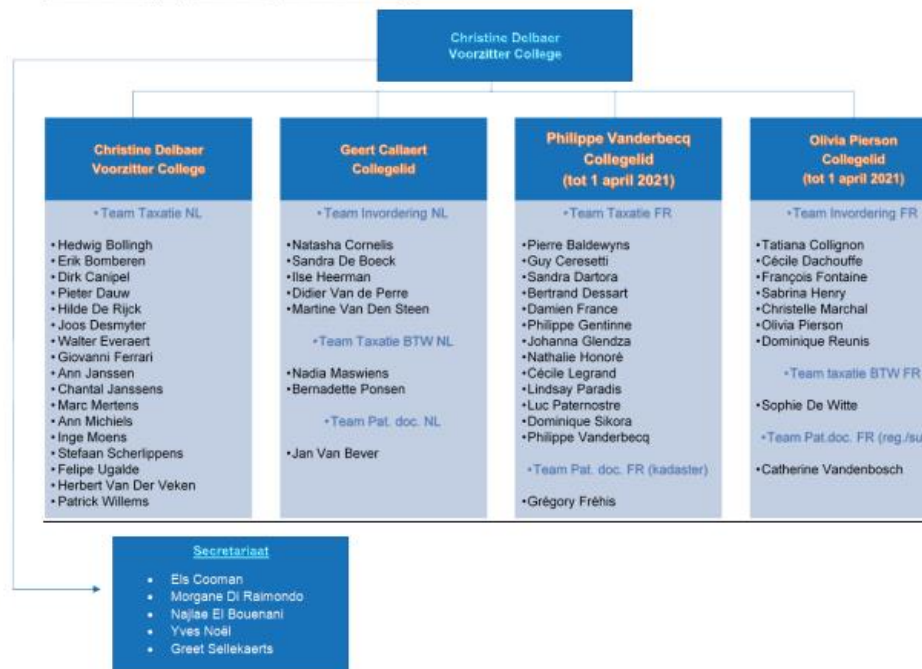 Christine Delbaer
Voorzitter College
Christine Delbaer
Voorzitter College
•Team Taxatie NL
•Hedwig Bollingh
•Erik Bomberen
•Dirk Canipel
•Pieter Dauw
•Hilde De Rijck
•Joos Desmyter
•Walter Everaert
•Giovanni Ferrari
•Ann Janssen
•Chantal Janssens
•Marc Mertens
•Ann Michiels
•Inge Moens
•Stefaan Scherlippens
•Felipe Ugalde
•Herbert Van Der Veken
•Patrick Willems
Geert Callaert
Collegelid
•Team Invordering NL
•Natasha Cornelis
•Sandra De Boeck
•Ilse Heerman
•Didier Van de Perre
•Martine Van Den Steen
•Team Taxatie BTW NL
•Nadia Maswiens
•Bernadette Ponsen
•Team Pat. doc. NL
•Jan Van Bever
Philippe Vanderbecq
Collegelid
(tot 1 april 2021)
•Team Taxatie FR
•Pierre Baldewyns
•Guy Ceresetti
•Sandra Dartora
•Bertrand Dessart
•Damien France
•Philippe Gentinne
•Johanna Glendza
•Nathalie Honoré
•Cécile Legrand
•Lindsay Paradis
•Luc Paternostre
•Dominique Sikora
•Philippe Vanderbecq
•Team Pat. doc. FR (kadaster)
•Grégory Fréhis
Olivia Pierson
Collegelid
(tot 1 april 2021)
•Team Invordering FR
•Tatiana Collignon
•Cécile Dachouffe
•François Fontaine
•Sabrina Henry
•Christelle Marchal
•Olivia Pierson
•Dominique Reunis
•Team taxatie BTW FR
•Sophie De Witte
•Team Pat.doc. FR (reg./su
•Catherine Vandenbosch
Secretariaat
• Els Cooman
• Morgane Di Raimondo
• Najlae El Bouenani
• Yves Noël
• Greet Sellekaerts